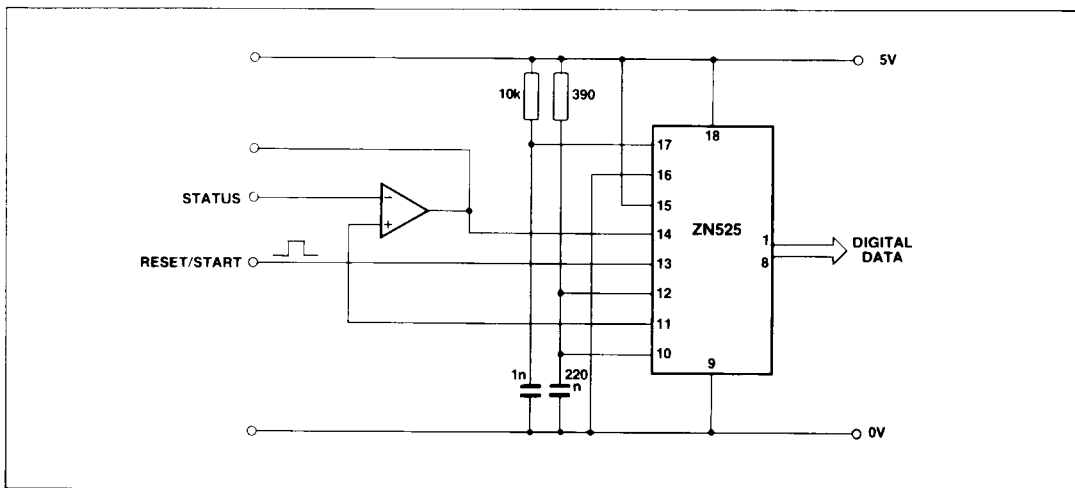 5V
10k
390
18
17
16
STATUS
−
15
ZN525
+
14
1
DIGITAL
8
DATA
RESET/START
13
12
11
10
9
1n
220
n
0V